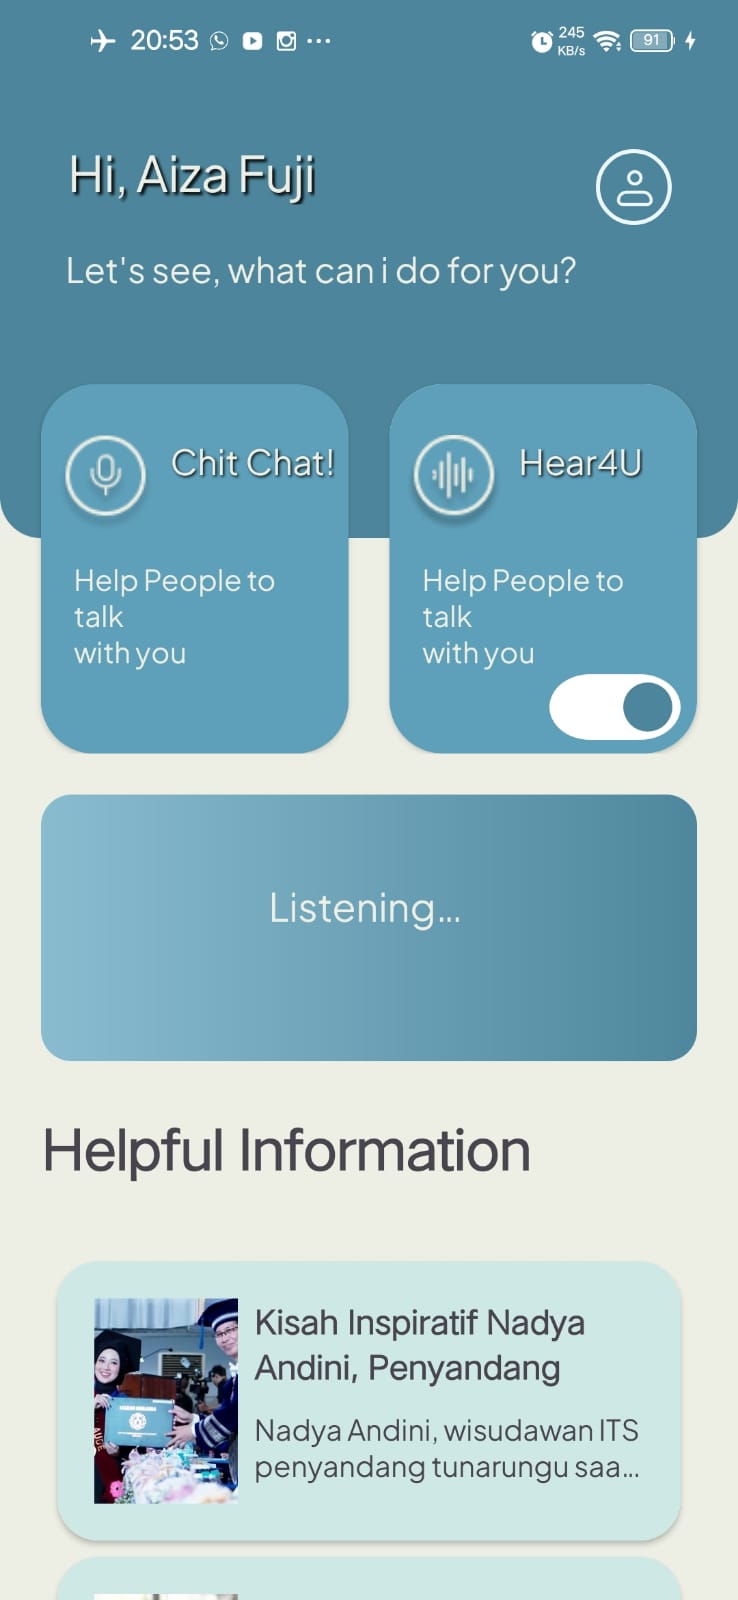 20:53
245
KB/s
91
Hi, Aiza Fuji
Let's see, what can i do for you?
Chit Chat!
Help People to
talk
with you
Hear4U
Help People to
talk
with you
Listening...
Helpful Information
Kisah Inspiratif Nadya
Andini, Penyandang
Nadya Andini, wisudawan ITS
penyandang tunarungu saa...